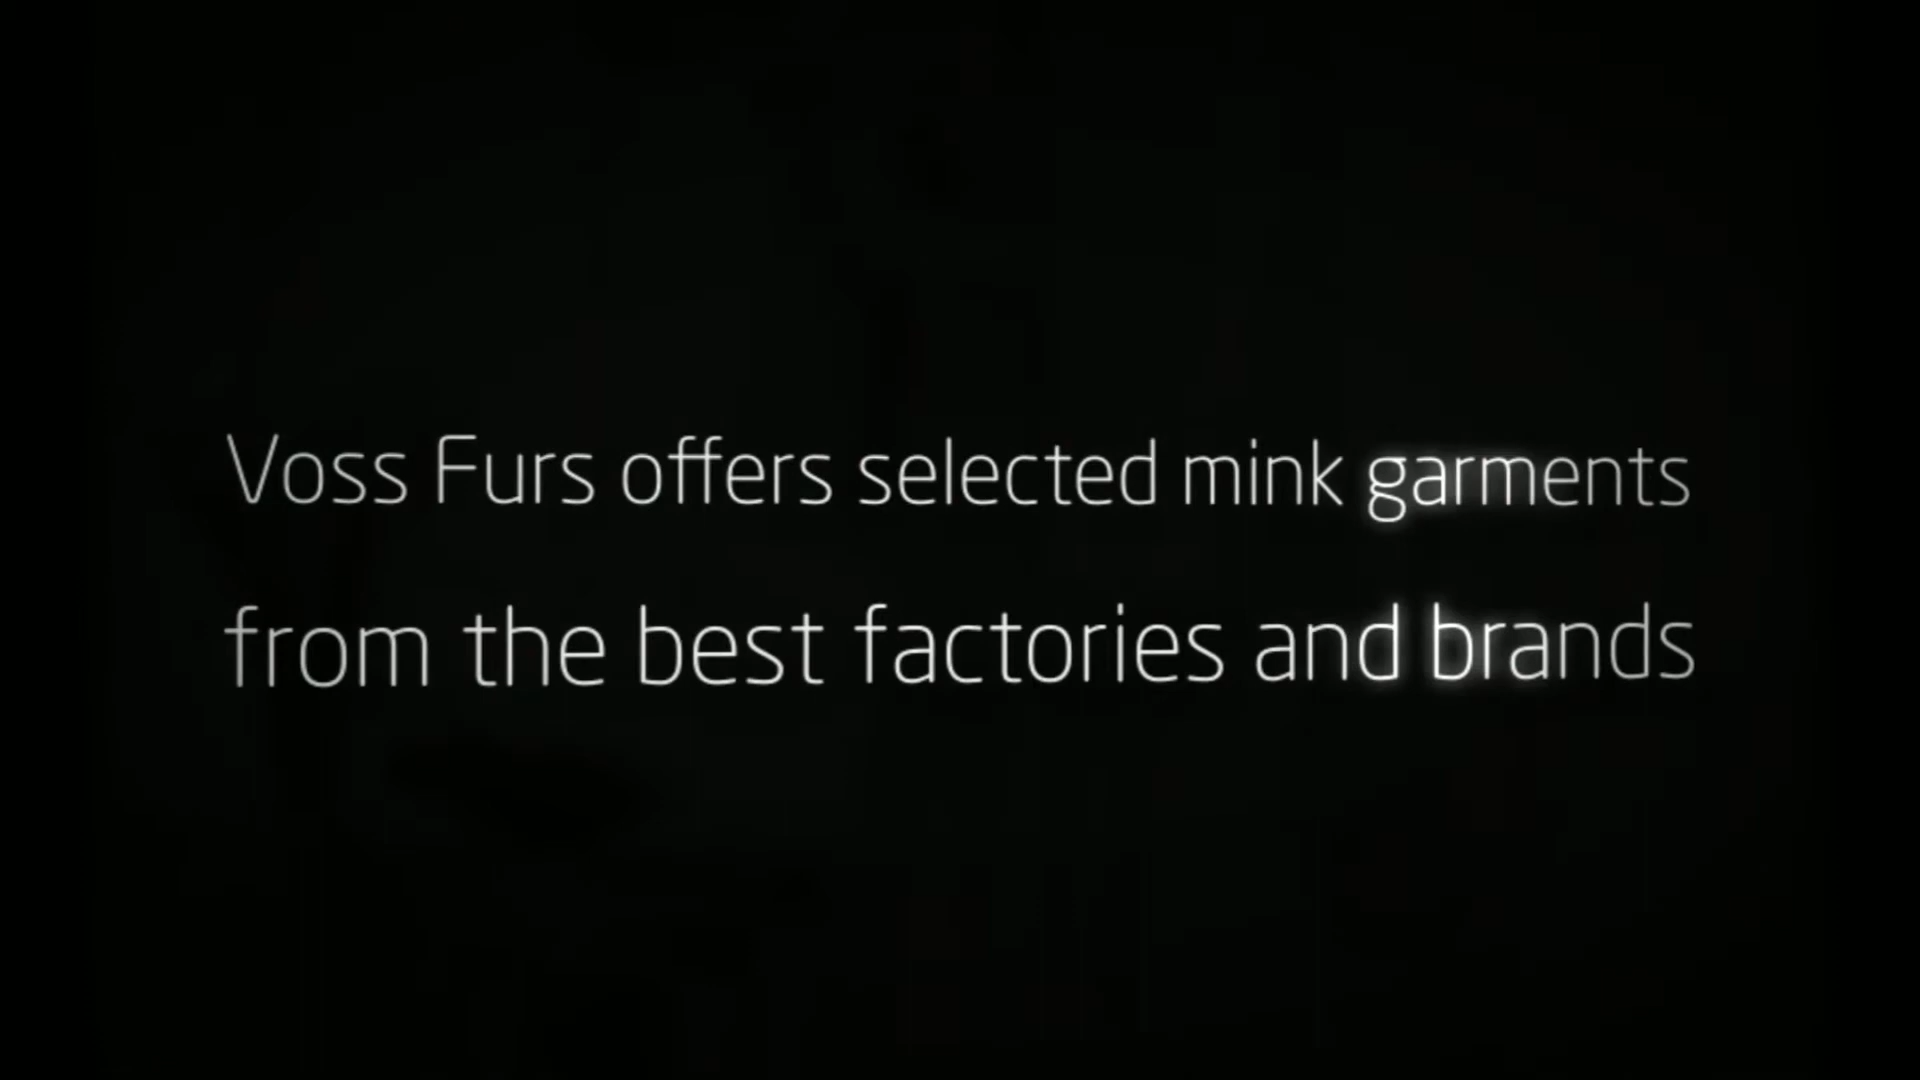 Voss Furs offers selected mink garments
from the best factories and brands